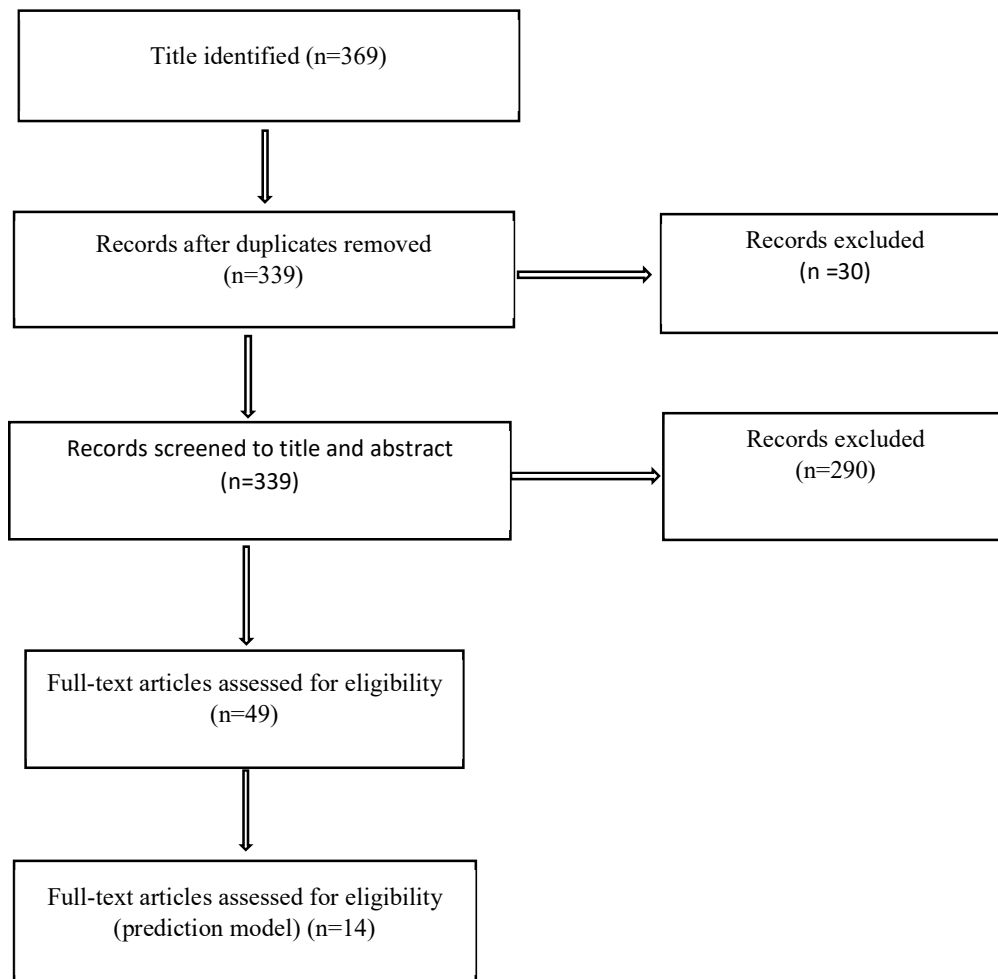 Title identified (n=369)
Records after duplicates removed
(n=339)
Records excluded
(n =30)
Records screened to title and abstract
(n=339)
Records excluded
(n=290)
Full-text articles assessed for eligibility
(n=49)
Full-text articles assessed for eligibility
(prediction model) (n=14)